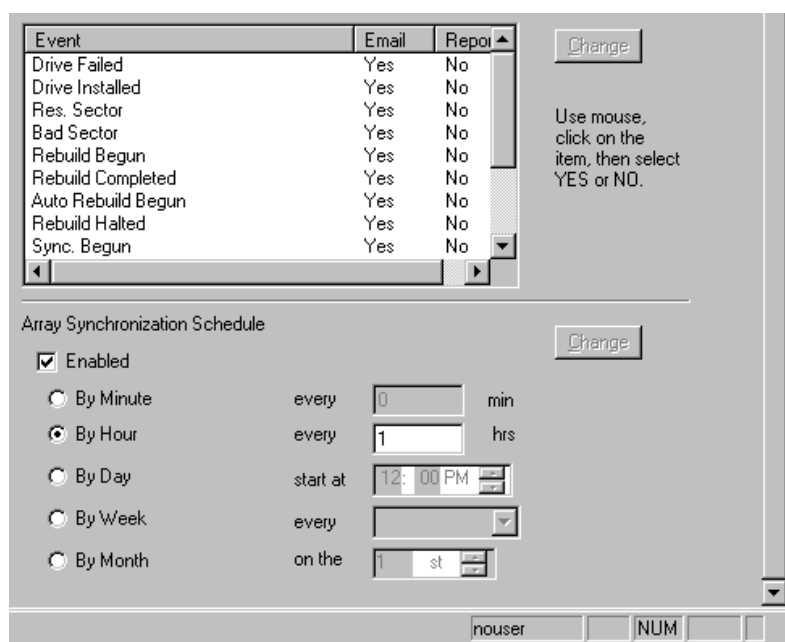 Event Email Repor
Drive Failed Yes No
Drive Installed Yes No
Res. Sector Yes No
Bad Sector Yes No
Rebuild Begun Yes No
Rebuild Completed Yes No
Auto Rebuild Begun Yes No
Rebuild Halted Yes No
Sync. Begun Yes No
Change
Use mouse,
click on the
item, then select
YES or NO.
Array Synchronization Schedule
Change
Enabled
By Minute every 0 min
By Hour every 1 hrs
By Day start at 12: 00 PM
By Week every
By Month on the 1 st
nouser NUM